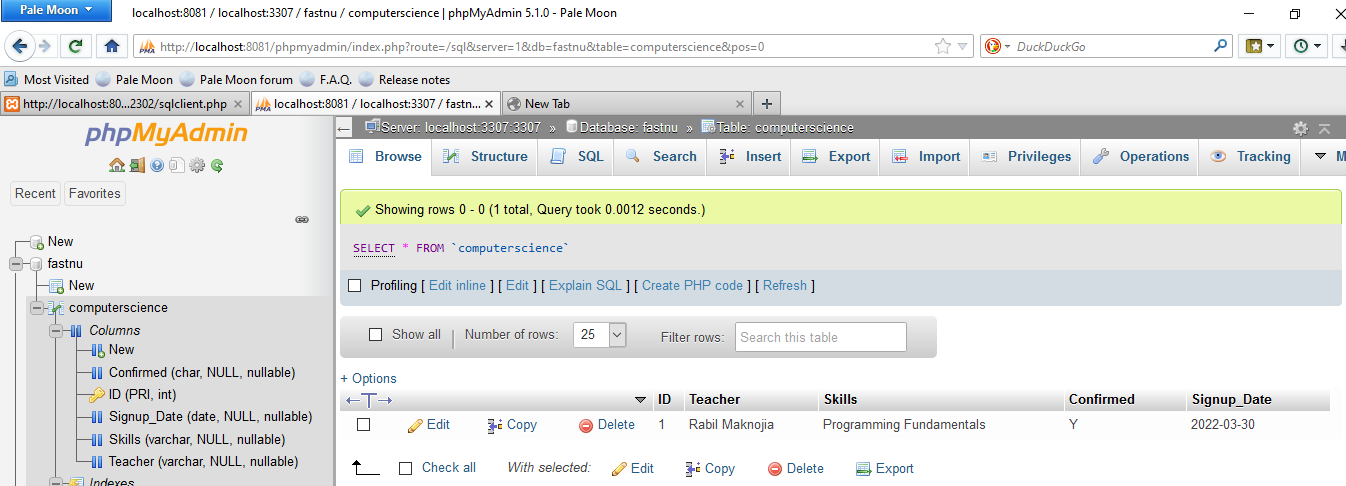 Pale Moon
localhost:8081 / localhost:3307 / fastnu / computerscience | phpMyAdmin 5.1.0 - Pale Moon
http://localhost:8081/phpmyadmin/index.php?route=/sql&server=1&db=fastnu&table=computerscience&pos=0
DuckDuckGo
Most Visited Pale Moon Pale Moon forum F.A.Q. Release notes
http://localhost:80...2302/sqlclient.php localhost:8081 / localhost:3307 / fastn... New Tab
phpMyAdmin
Recent Favorites
New
fastnu
New
computerscience
Columns
New
Confirmed (char, NULL, nullable)
ID (PRI, int)
Signup_Date (date, NULL, nullable)
Skills (varchar, NULL, nullable)
Teacher (varchar, NULL, nullable)
Indexes
Server: localhost:3307:3307 » Database: fastnu » Table: computerscience
Browse Structure SQL Search Insert Export Import Privileges Operations Tracking M
Showing rows 0 - 0 (1 total, Query took 0.0012 seconds.)
SELECT * FROM `computerscience`
Profiling [ Edit inline ] [ Edit ] [ Explain SQL ] [ Create PHP code ] [ Refresh ]
Show all Number of rows: 25 Filter rows: Search this table
+ Options
←T→ ID Teacher Skills Confirmed Signup_Date
Edit Copy Delete 1 Rabil Maknojia Programming Fundamentals Y 2022-03-30
Check all With selected: Edit Copy Delete Export